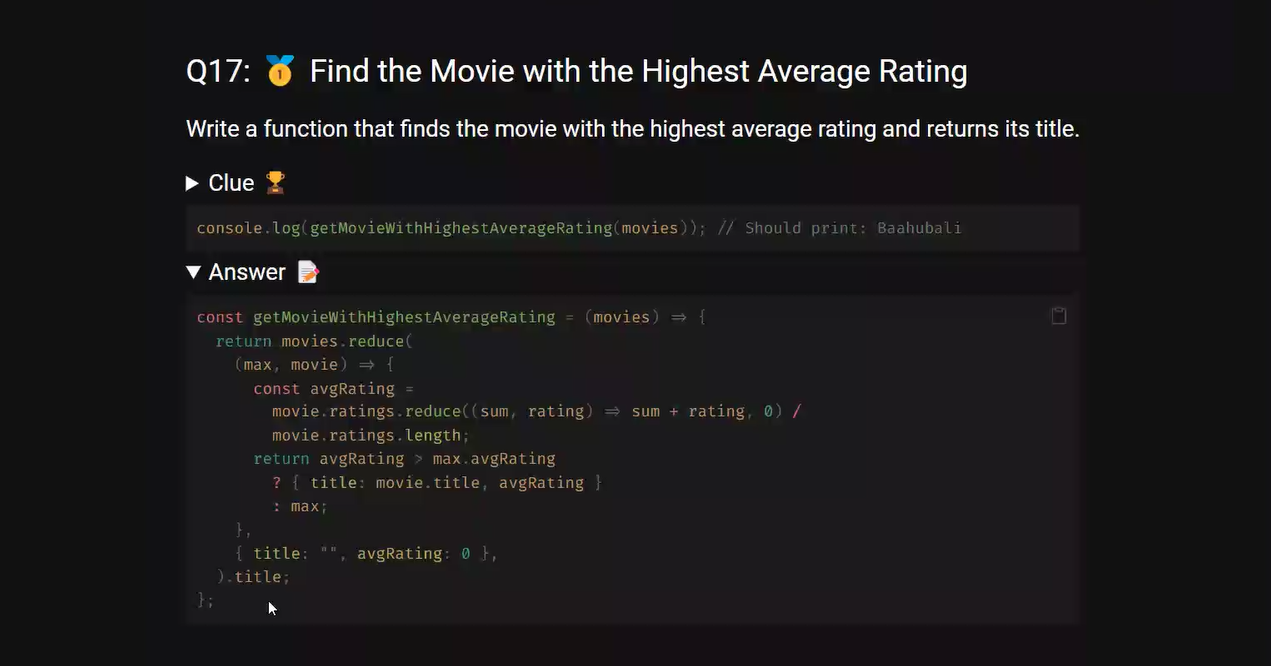 Q17: 🥇 Find the Movie with the Highest Average Rating
Write a function that finds the movie with the highest average rating and returns its title.
▶ Clue 🏆
console.log(getMovieWithHighestAverageRating(movies)); // Should print: Baahubali
▼ Answer 📝
const getMovieWithHighestAverageRating = (movies) => {
  return movies.reduce(
    (max, movie) => {
      const avgRating =
        movie.ratings.reduce((sum, rating) => sum + rating, 0) /
        movie.ratings.length;
      return avgRating > max.avgRating
        ? { title: movie.title, avgRating }
        : max;
    },
    { title: "", avgRating: 0 },
  ).title;
};